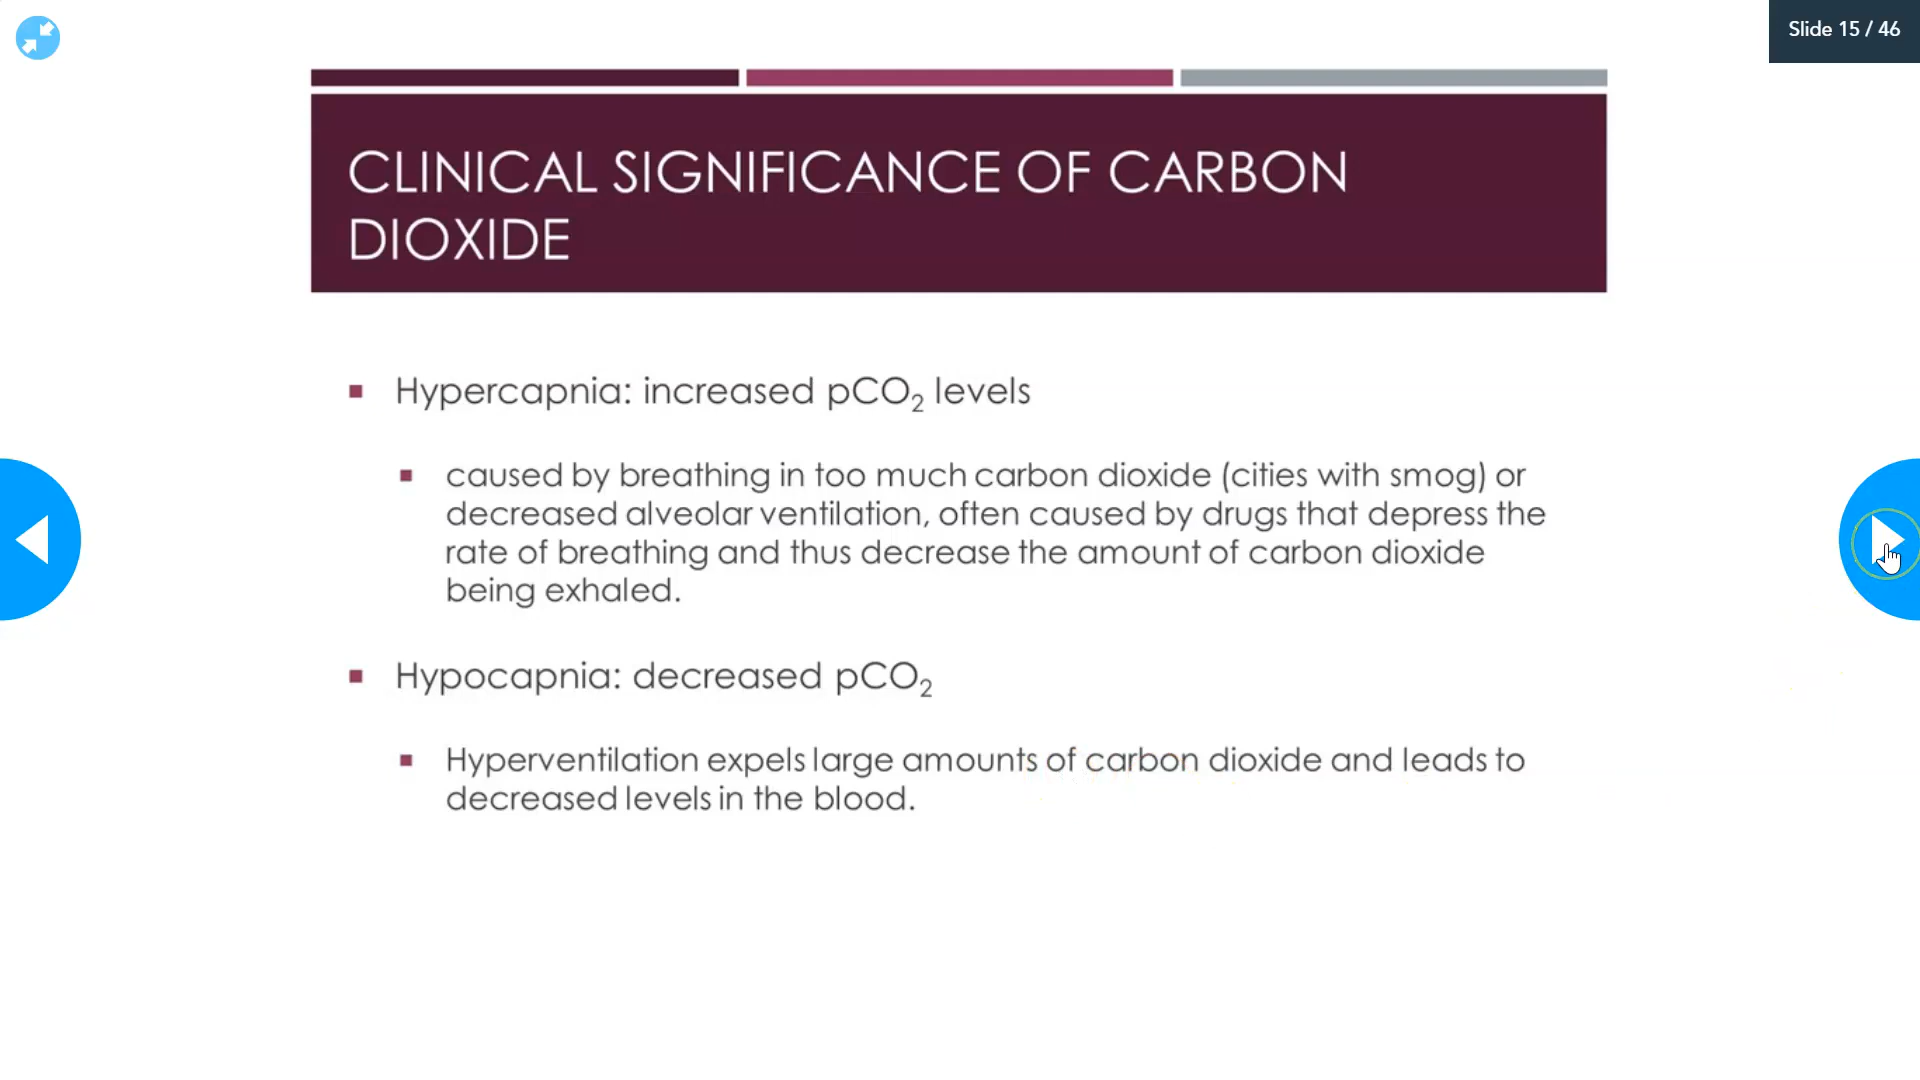 Slide 15 / 46
CLINICAL SIGNIFICANCE OF CARBON
DIOXIDE
Hypercapnia: increased pCO₂ levels
caused by breathing in too much carbon dioxide (cities with smog) or
decreased alveolar ventilation, often caused by drugs that depress the
rate of breathing and thus decrease the amount of carbon dioxide
being exhaled.
Hypocapnia: decreased pCO₂
Hyperventilation expels large amounts of carbon dioxide and leads to
decreased levels in the blood.